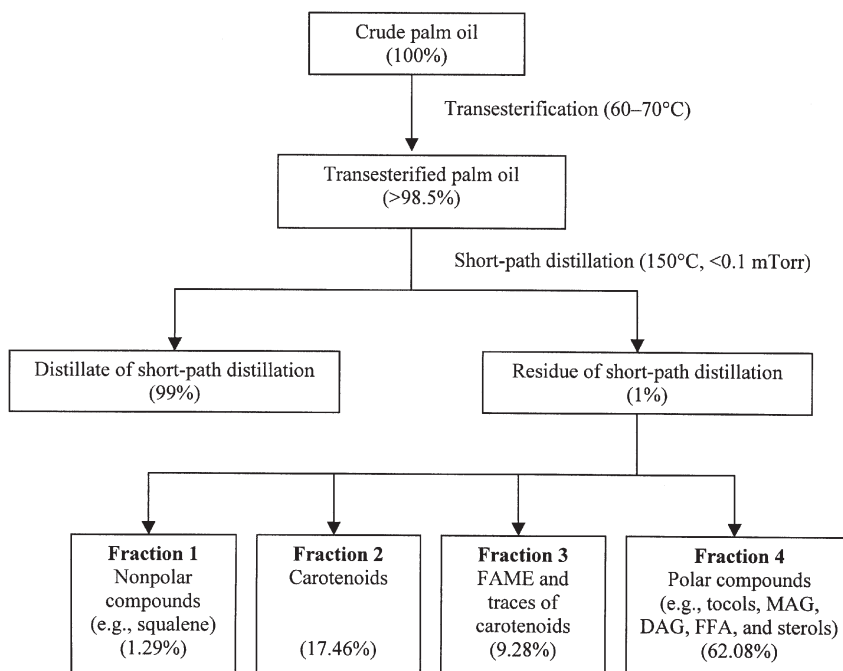 Crude palm oil
(100%)
Transesterification (60–70°C)
Transesterified palm oil
(>98.5%)
Short-path distillation (150°C, <0.1 mTorr)
Distillate of short-path distillation
(99%)
Residue of short-path distillation
(1%)
Fraction 1
Nonpolar
compounds
(e.g., squalene)
(1.29%)
Fraction 2
Carotenoids
(17.46%)
Fraction 3
FAME and
traces of
carotenoids
(9.28%)
Fraction 4
Polar compounds
(e.g., tocols, MAG,
DAG, FFA, and sterols)
(62.08%)